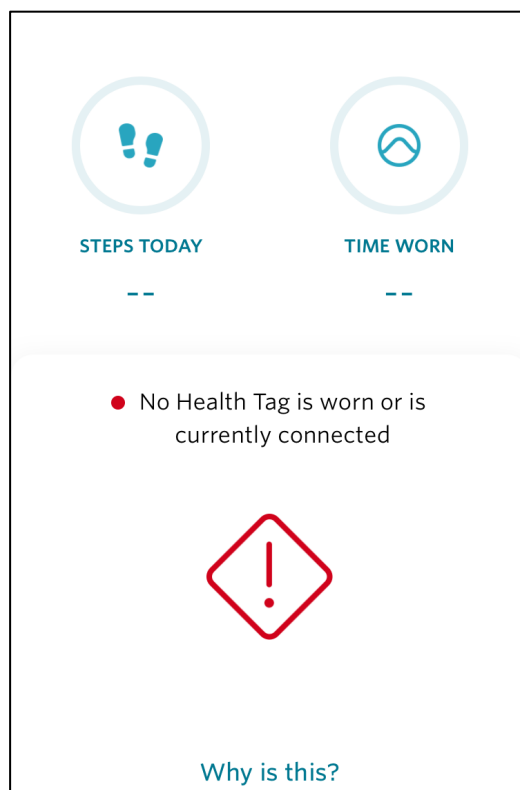 STEPS TODAY
TIME WORN
--
--
No Health Tag is worn or is
currently connected
Why is this?